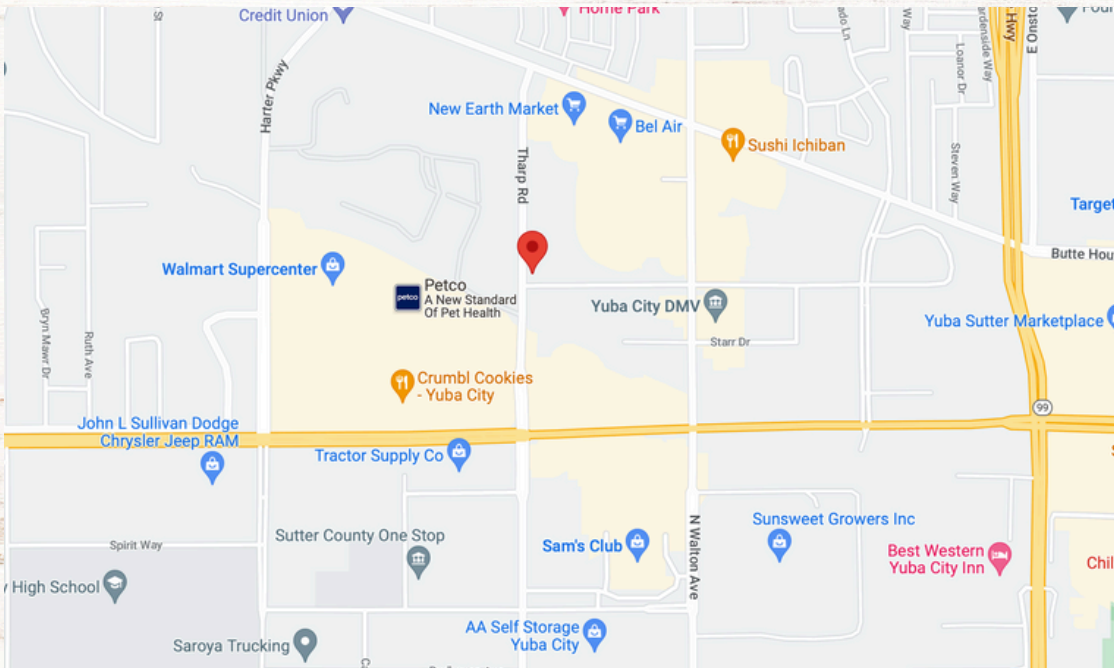 Credit Union
Home Park
Harter Pkwy
Way
Loanor Dr
Hwy
New Earth Market
Bel Air
Sushi Ichiban
Tharp Rd
Steven Way
Target
Walmart Supercenter
petco
Petco
A New Standard
Of Pet Health
Yuba City DMV
Starr Dr
Yuba Sutter Marketplace
Bryn Mawr Dr
Ruth Ave
Crumbl Cookies
- Yuba City
99
John L Sullivan Dodge
Chrysler Jeep RAM
Tractor Supply Co
Spirit Way
Sutter County One Stop
Sam's Club
N Walton Ave
Sunsweet Growers Inc
Best Western
Yuba City Inn
High School
Saroya Trucking
AA Self Storage
Yuba City